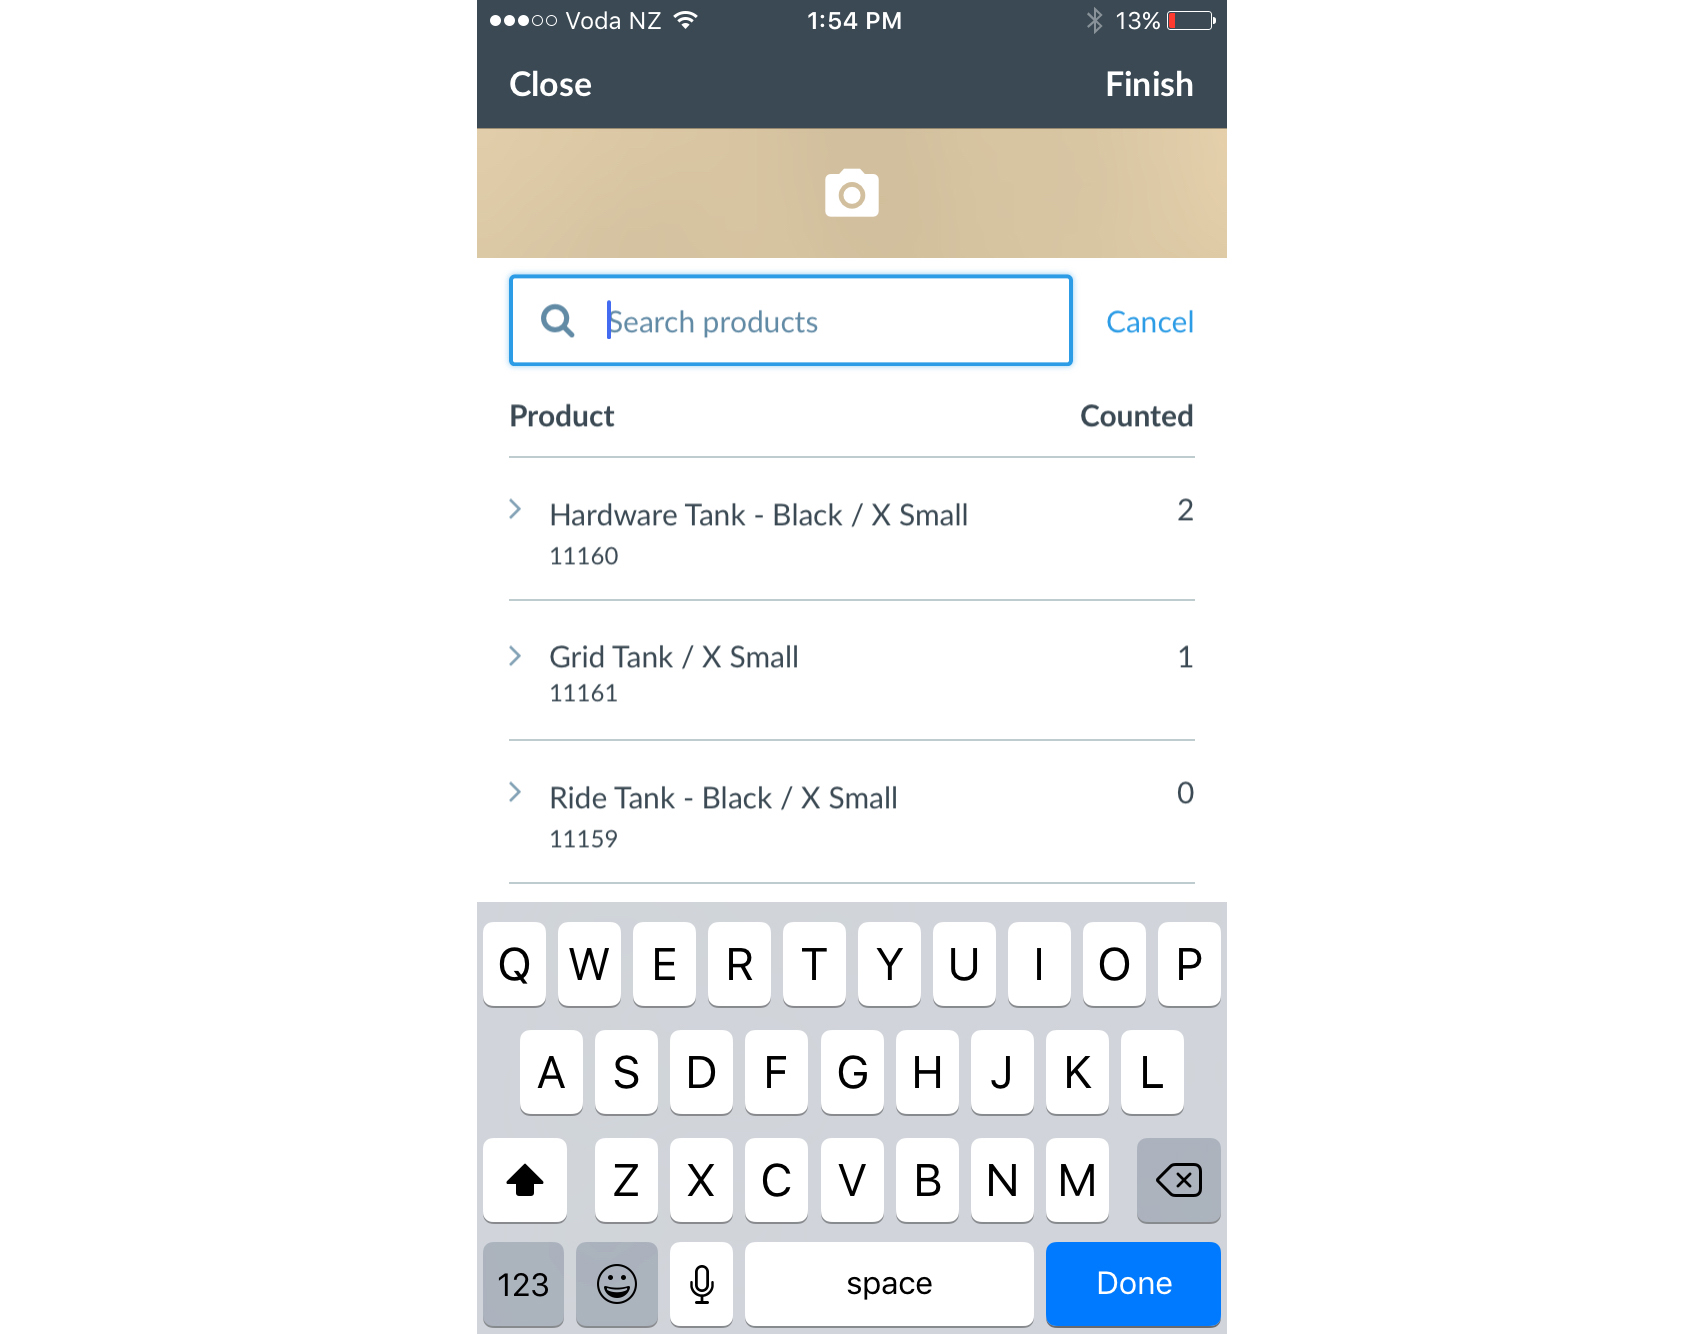 Voda NZ 1:54 PM 13%
Close Finish
Search products Cancel
Product Counted
Hardware Tank - Black / X Small 2
11160
Grid Tank / X Small 1
11161
Ride Tank - Black / X Small 0
11159
Q W E R T Y U I O P
A S D F G H J K L
Z X C V B N M
123 space Done